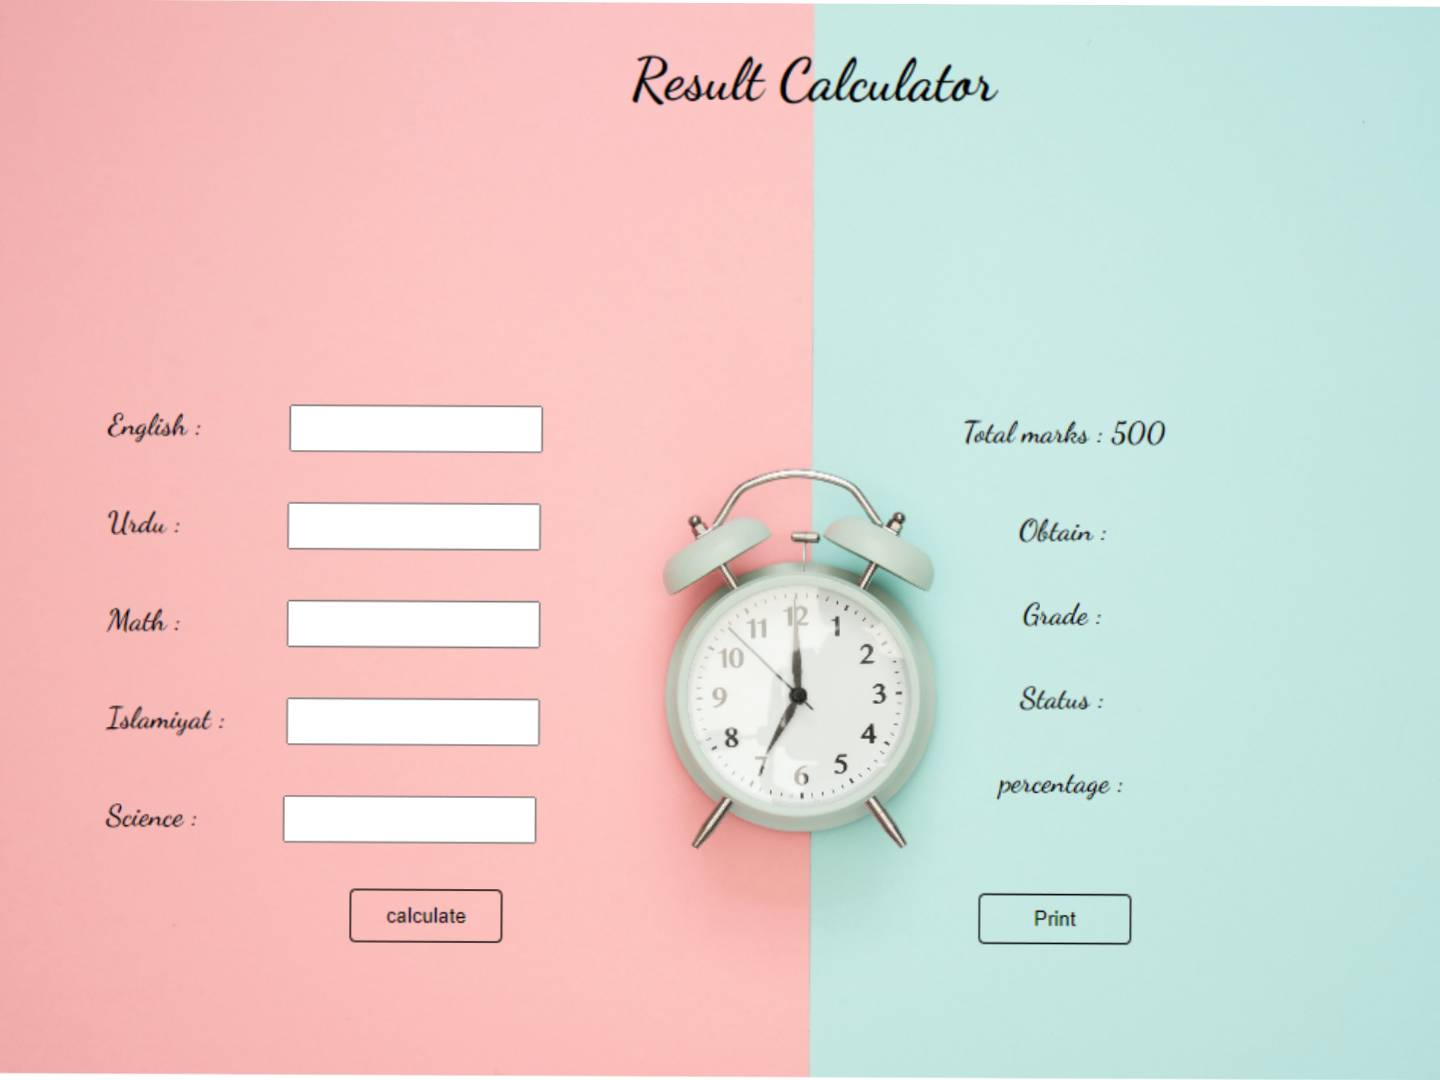 Result Calculator
English :
Urdu :
Math :
Islamiyat :
Science :
calculate
12
1
2
3
4
5
6
7
8
9
10
11
Total marks : 500
Obtain :
Grade :
Status :
percentage :
Print